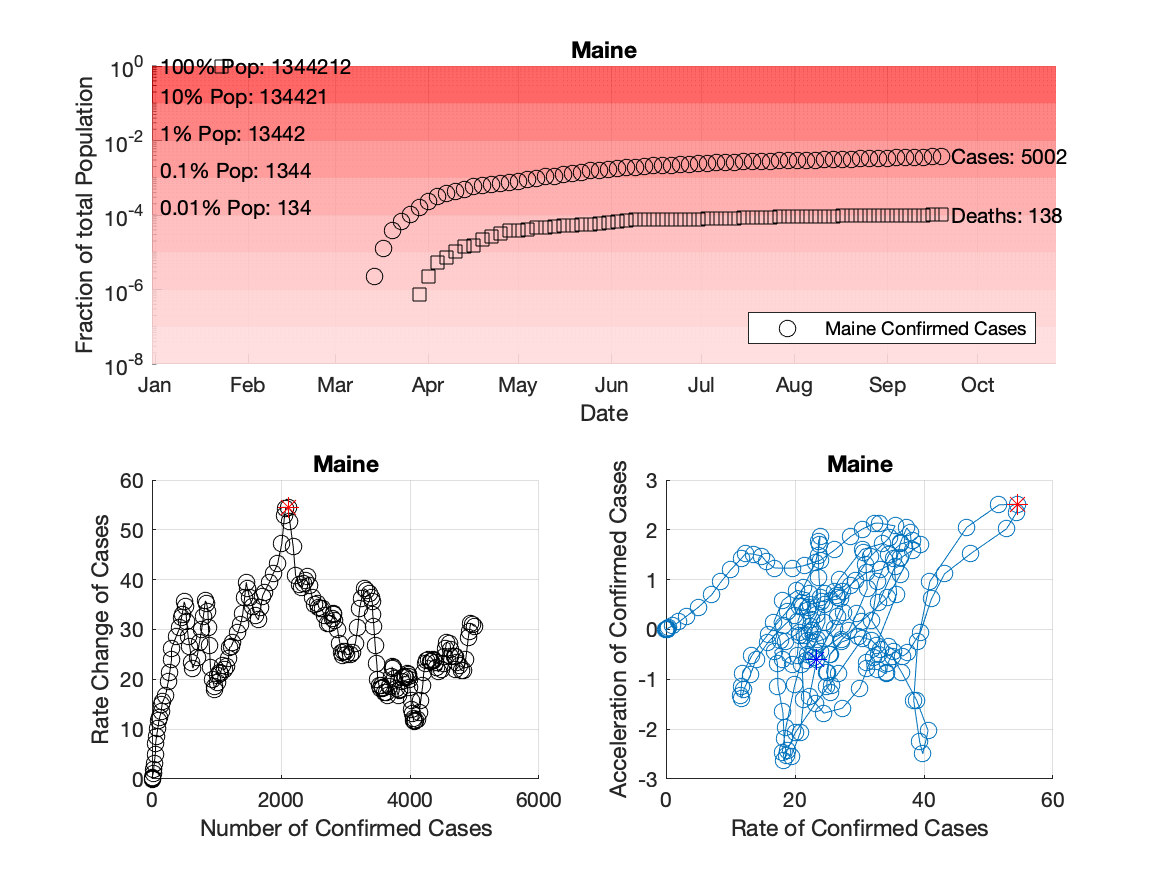 Maine
10^0
10^-2
10^-4
10^-6
10^-8
Fraction of total Population
100% Pop: 1344212
10% Pop: 134421
1% Pop: 13442
0.1% Pop: 1344
0.01% Pop: 134
Cases: 5002
Deaths: 138
Maine Confirmed Cases
Jan Feb Mar Apr May Jun Jul Aug Sep Oct
Date
Maine
60
50
40
30
20
10
0
Rate Change of Cases
0 2000 4000 6000
Number of Confirmed Cases
Maine
3
2
1
0
-1
-2
-3
Acceleration of Confirmed Cases
0 20 40 60
Rate of Confirmed Cases